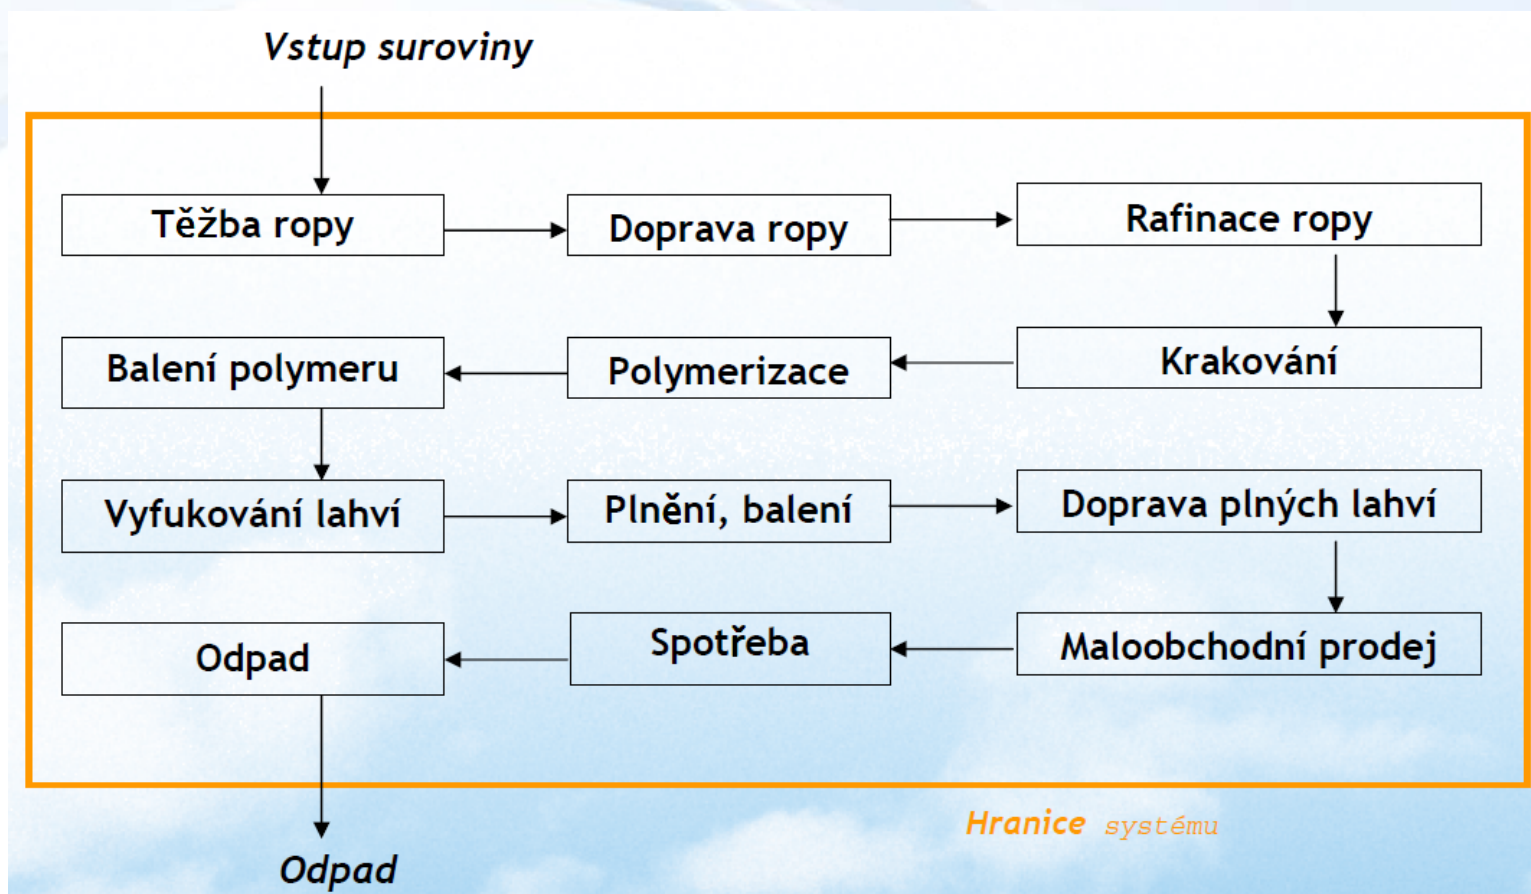 Vstup suroviny
Těžba ropy
Doprava ropy
Rafinace ropy
Balení polymeru
Polymerizace
Krakování
Vyfukování lahví
Plnění, balení
Doprava plných lahví
Odpad
Spotřeba
Maloobchodní prodej
Hranice systému
Odpad